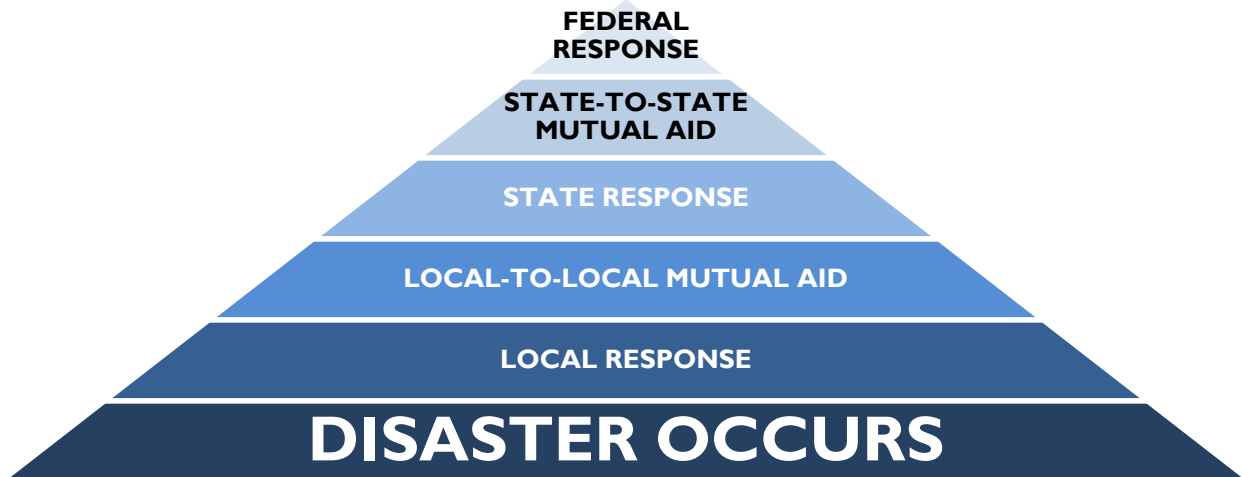 FEDERAL
RESPONSE
STATE-TO-STATE
MUTUAL AID
STATE RESPONSE
LOCAL-TO-LOCAL MUTUAL AID
LOCAL RESPONSE
DISASTER OCCURS